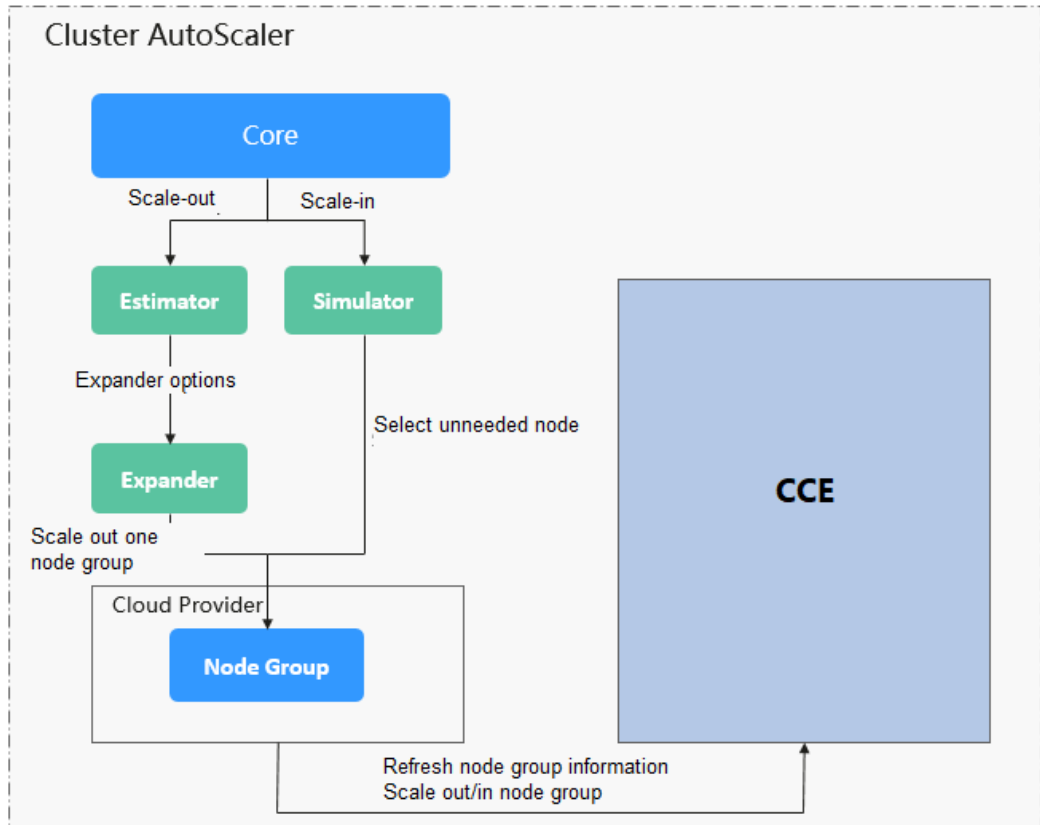 Cluster AutoScaler
Core
Scale-out
Scale-in
Estimator
Simulator
Expander options
Select unneeded node
Expander
CCE
Scale out one
node group
Cloud Provider
Node Group
Refresh node group information
Scale out/in node group